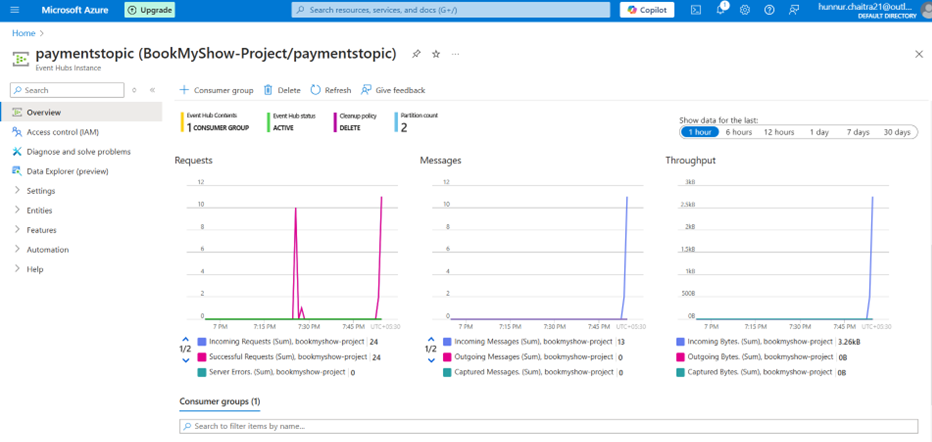 Microsoft Azure
Upgrade
Search resources, services, and docs (G+/)
Copilot
1
hunnur.chaitra21@outl...
DEFAULT DIRECTORY
Home >
paymentstopic (BookMyShow-Project/paymentstopic)
Event Hubs Instance
Search
Consumer group Delete Refresh Give feedback
Overview
Access control (IAM)
Diagnose and solve problems
Data Explorer (preview)
Settings
Entities
Features
Automation
Help
Event Hub Contents
1 CONSUMER GROUP
Event Hub status
ACTIVE
Cleanup policy
DELETE
Partition count
2
Show data for the last:
1 hour 6 hours 12 hours 1 day 7 days 30 days
Requests
12
10
8
6
4
2
0
7 PM 7:15 PM 7:30 PM 7:45 PM UTC+05:30
1/2
Incoming Requests (Sum), bookmyshow-project 24
Successful Requests (Sum), bookmyshow-project 24
Server Errors. (Sum), bookmyshow-project 0
Messages
12
10
8
6
4
2
0
7 PM 7:15 PM 7:30 PM 7:45 PM UTC+05:30
1/2
Incoming Messages (Sum), bookmyshow-project 13
Outgoing Messages (Sum), bookmyshow-project 0
Captured Messages. (Sum), bookmyshow-project 0
Throughput
3kB
2.5kB
2kB
1.5kB
1kB
500B
0B
7 PM 7:15 PM 7:30 PM 7:45 PM UTC+05:30
Incoming Bytes. (Sum), bookmyshow-project 3.26kB
Outgoing Bytes. (Sum), bookmyshow-project 0B
Captured Bytes. (Sum), bookmyshow-project 0B
Consumer groups (1)
Search to filter items by name...